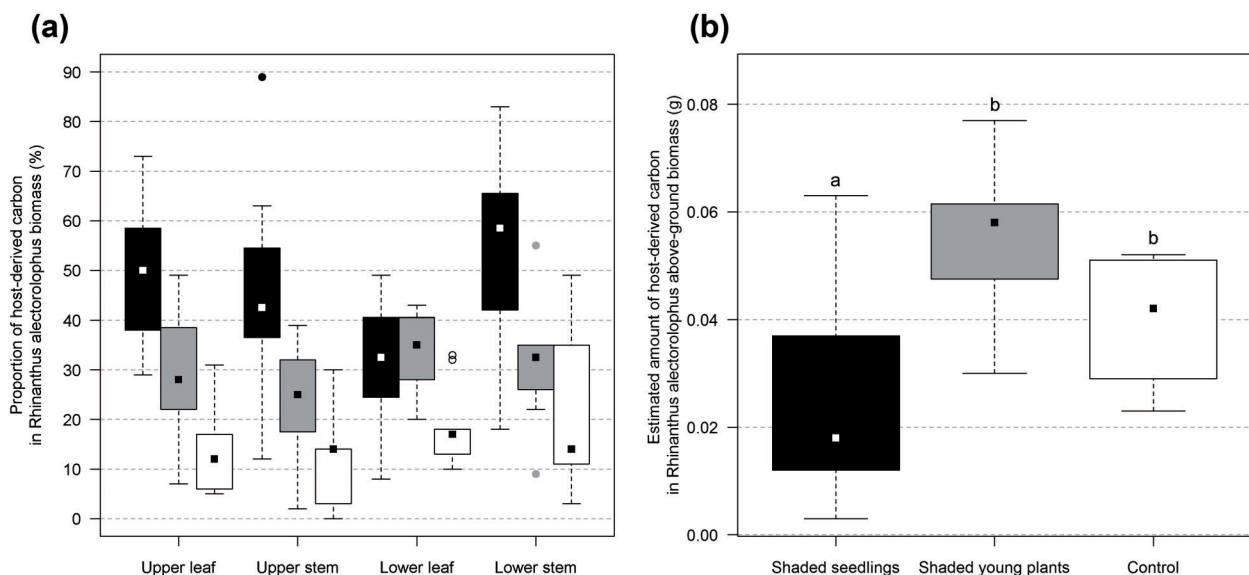 (a)
Proportion of host-derived carbon
in Rhinanthus alectorolophus biomass (%)
90
80
70
60
50
40
30
20
10
0
Upper leaf
Upper stem
Lower leaf
Lower stem
(b)
Estimated amount of host-derived carbon
in Rhinanthus alectorolophus above-ground biomass (g)
0.08
0.06
0.04
0.02
0.00
a
b
b
Shaded seedlings
Shaded young plants
Control